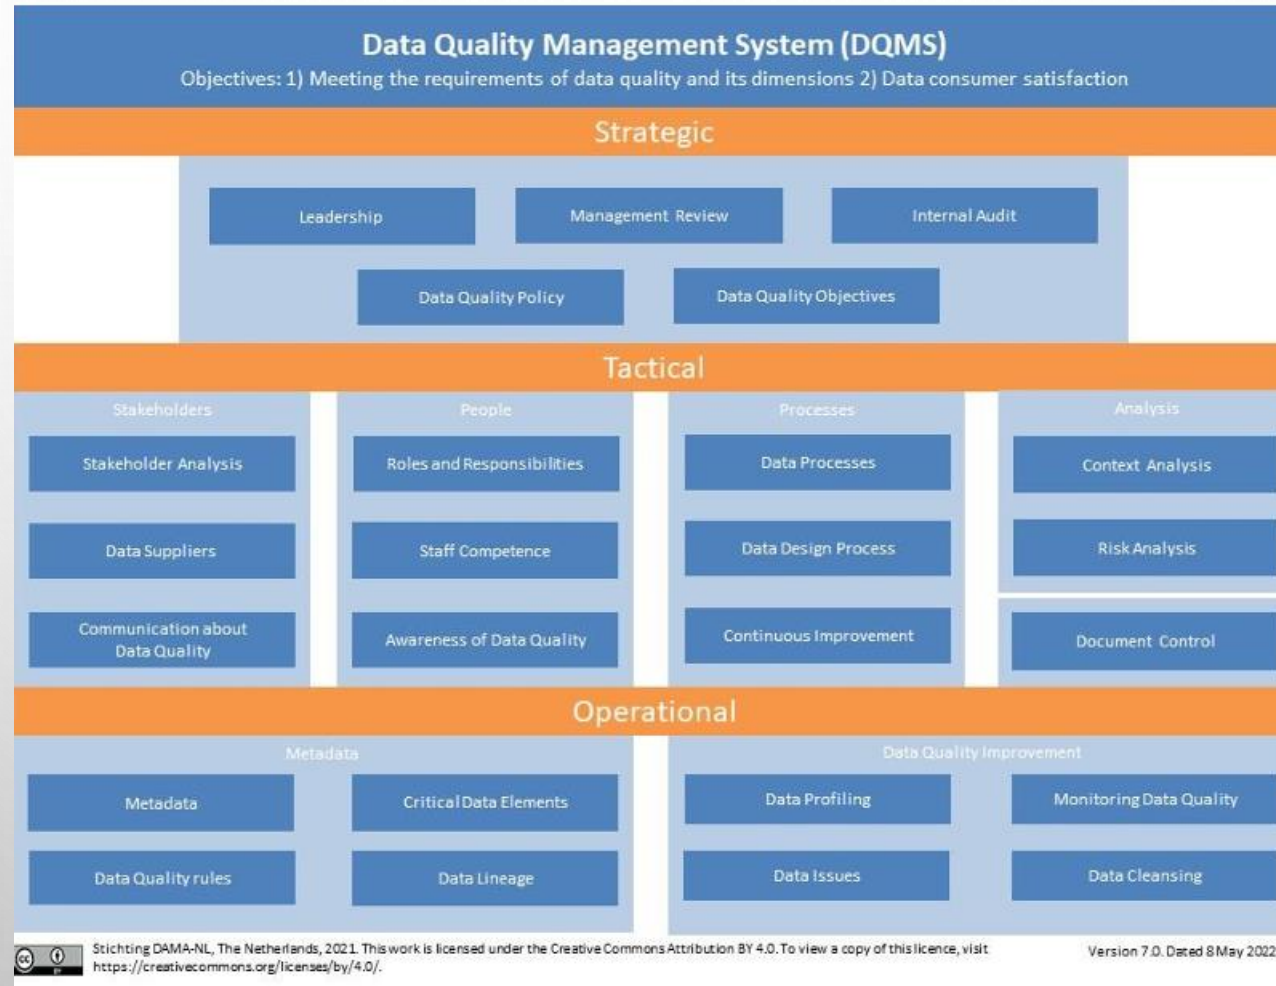 Data Quality Management System (DQMS)
Objectives: 1) Meeting the requirements of data quality and its dimensions 2) Data consumer satisfaction
Strategic
Leadership
Management Review
Internal Audit
Data Quality Policy
Data Quality Objectives
Tactical
Stakeholders
Stakeholder Analysis
Data Suppliers
Communication about
Data Quality
People
Roles and Responsibilities
Staff Competence
Awareness of Data Quality
Processes
Data Processes
Data Design Process
Continuous Improvement
Analysis
Context Analysis
Risk Analysis
Document Control
Operational
Metadata
Metadata
Critical Data Elements
Data Quality rules
Data Lineage
Data Quality Improvement
Data Profiling
Monitoring Data Quality
Data Issues
Data Cleansing
cc
BY
Stichting DAMA-NL, The Netherlands, 2021. This work is licensed under the Creative Commons Attribution BY 4.0. To view a copy of this licence, visit
https://creativecommons.org/licenses/by/4.0/.
Version 7.0. Dated 8 May 2022